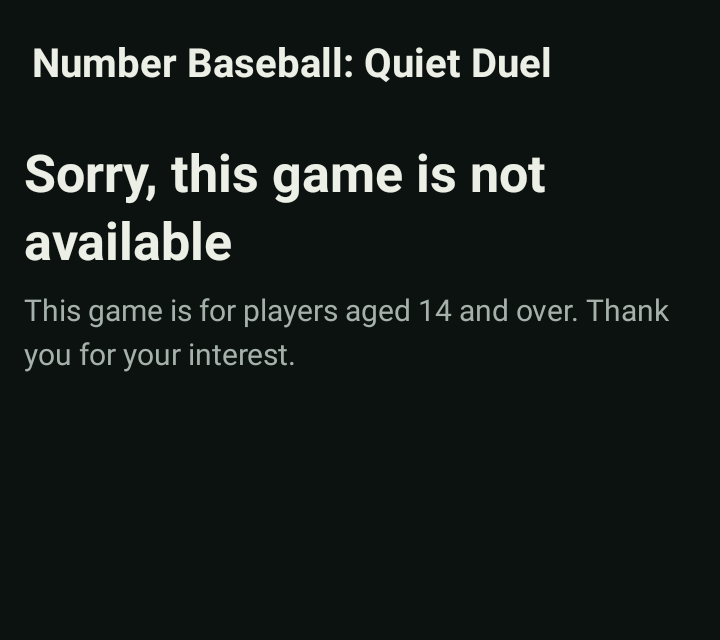 Number Baseball: Quiet Duel
Sorry, this game is not
available
This game is for players aged 14 and over. Thank
you for your interest.